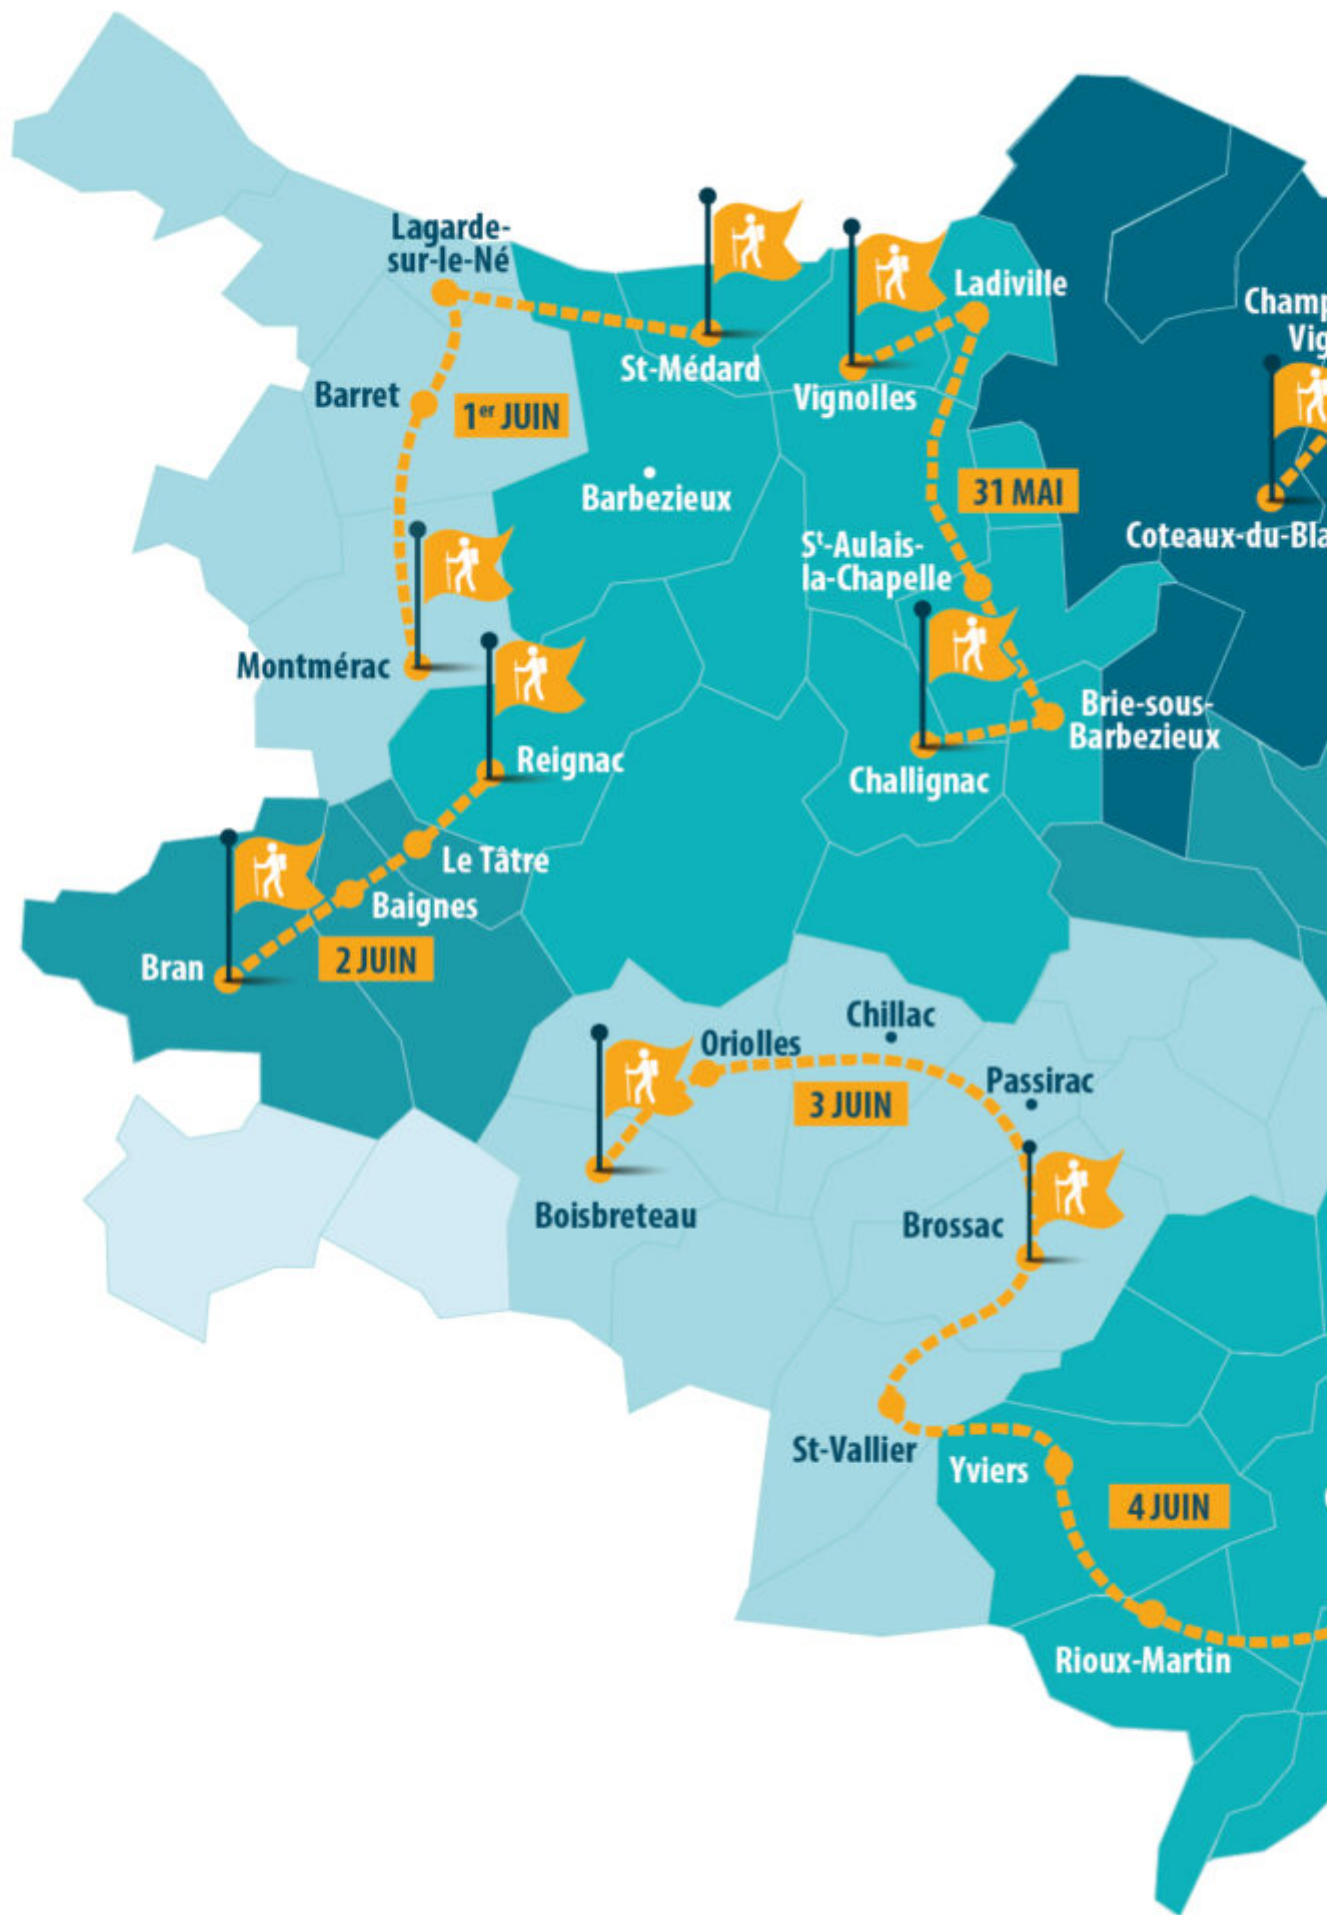 Lagarde-
sur-le-Né
Ladiville
Champ
Vig
St-Médard
Vignolles
Barret
1er JUIN
Barbezieux
31 MAI
Coteaux-du-Bla
St-Aulais-
la-Chapelle
Montmérac
Brie-sous-
Barbezieux
Reignac
Challignac
Le Tâtre
Baignes
Bran
2 JUIN
Chillac
Oriolles
Passirac
3 JUIN
Boisbreteau
Brossac
St-Vallier
Yviers
4 JUIN
Rioux-Martin